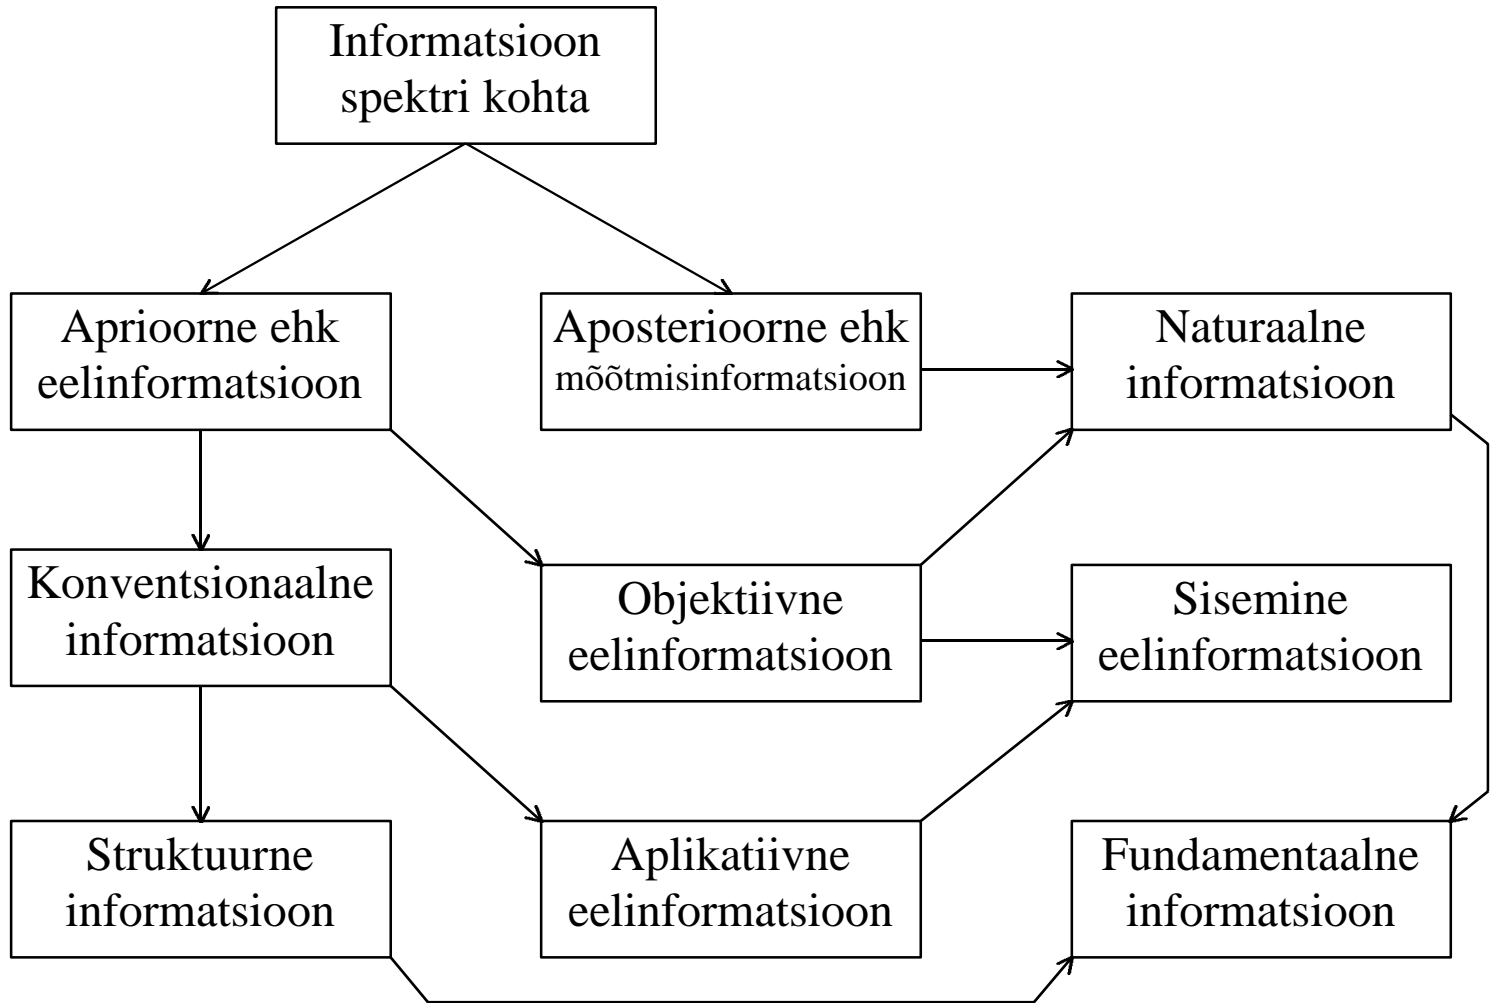 Informatsioon
spektri kohta
Aprioorne ehk
eelinformatsioon
Aposterioorne ehk
mõõtmisinformatsioon
Naturaalne
informatsioon
Konventsionaalne
informatsioon
Objektiivne
eelinformatsioon
Sisemine
eelinformatsioon
Struktuurne
informatsioon
Aplikatiivne
eelinformatsioon
Fundamentaalne
informatsioon